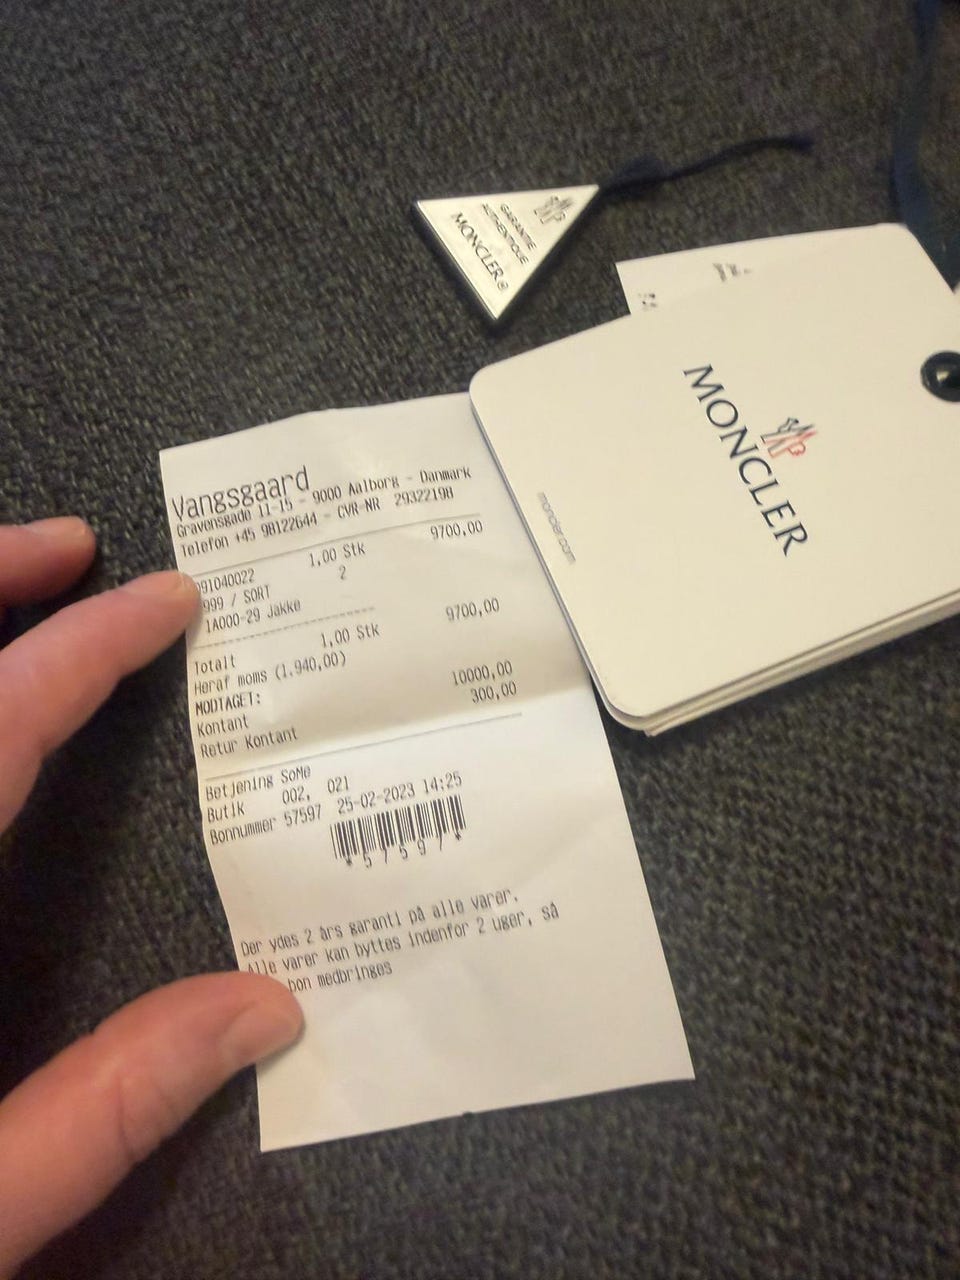 GARANTIE
AUTHENTIQUE
MONCLER®
MONCLER
moncler.com
Vangsgaard
Gravensgade 11-15 - 9000 Aalborg - Danmark
Telefon +45 98122644 - CVR-NR 29322198
091040022 1,00 Stk 9700,00
999 / SORT 2
1A000-29 Jakke
Totalt 1,00 Stk 9700,00
Heraf moms (1.940,00)
MODTAGET:
Kontant 10000,00
Retur Kontant 300,00
Betjening SoMe
Butik 002, 021
Bonnummer 57597 25-02-2023 14:25
*57597*
Der ydes 2 års garanti på alle varer.
Alle varer kan byttes indenfor 2 uger, så
bon medbringes